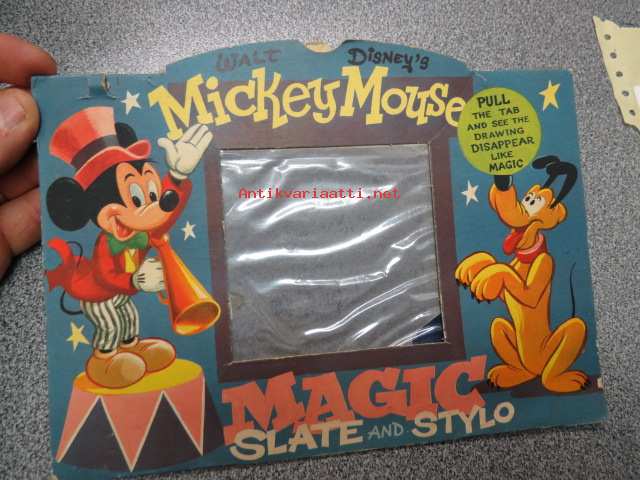 WALT DISNEY'S
Mickey Mouse
PULL
THE TAB
AND SEE THE
DRAWING
DISAPPEAR
LIKE
MAGIC
Antikvariaatti.net
MAGIC
SLATE AND STYLO